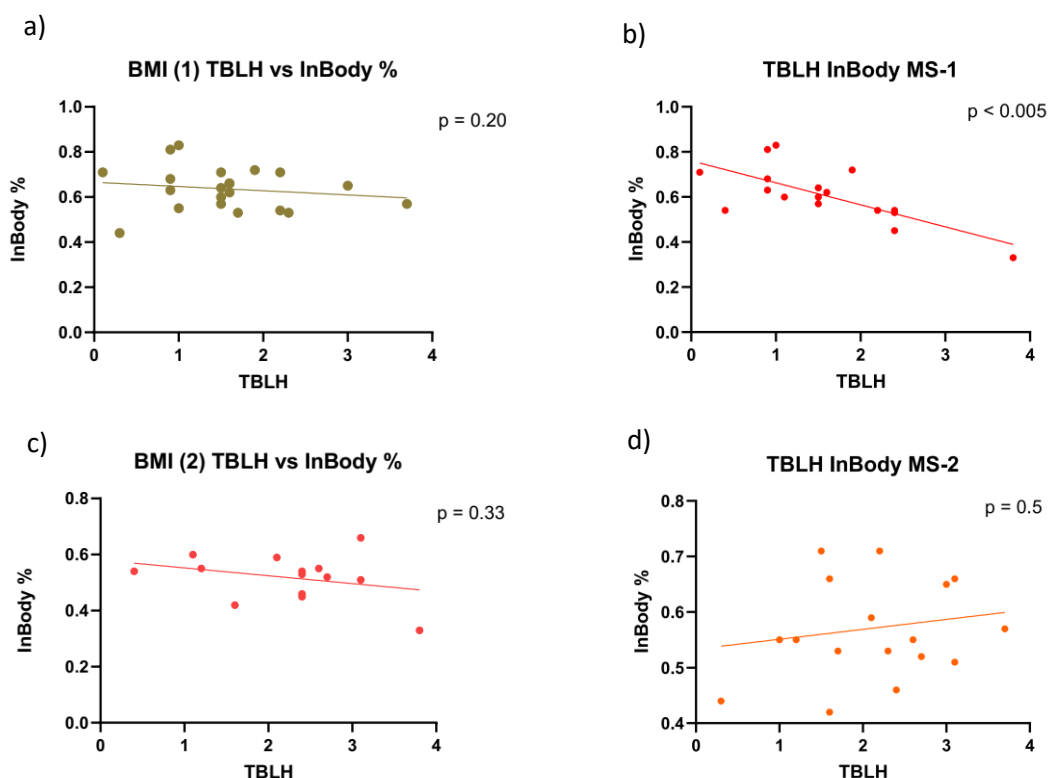 a)
BMI (1) TBLH vs InBody %
p = 0.20
InBody %
1.0
0.8
0.6
0.4
0.2
0.0
0 1 2 3 4
TBLH
b)
TBLH InBody MS-1
p < 0.005
InBody %
1.0
0.8
0.6
0.4
0.2
0.0
0 1 2 3 4
TBLH
c)
BMI (2) TBLH vs InBody %
p = 0.33
InBody %
0.8
0.6
0.4
0.2
0.0
0 1 2 3 4
TBLH
d)
TBLH InBody MS-2
p = 0.5
InBody %
0.8
0.7
0.6
0.5
0.4
0 1 2 3 4
TBLH